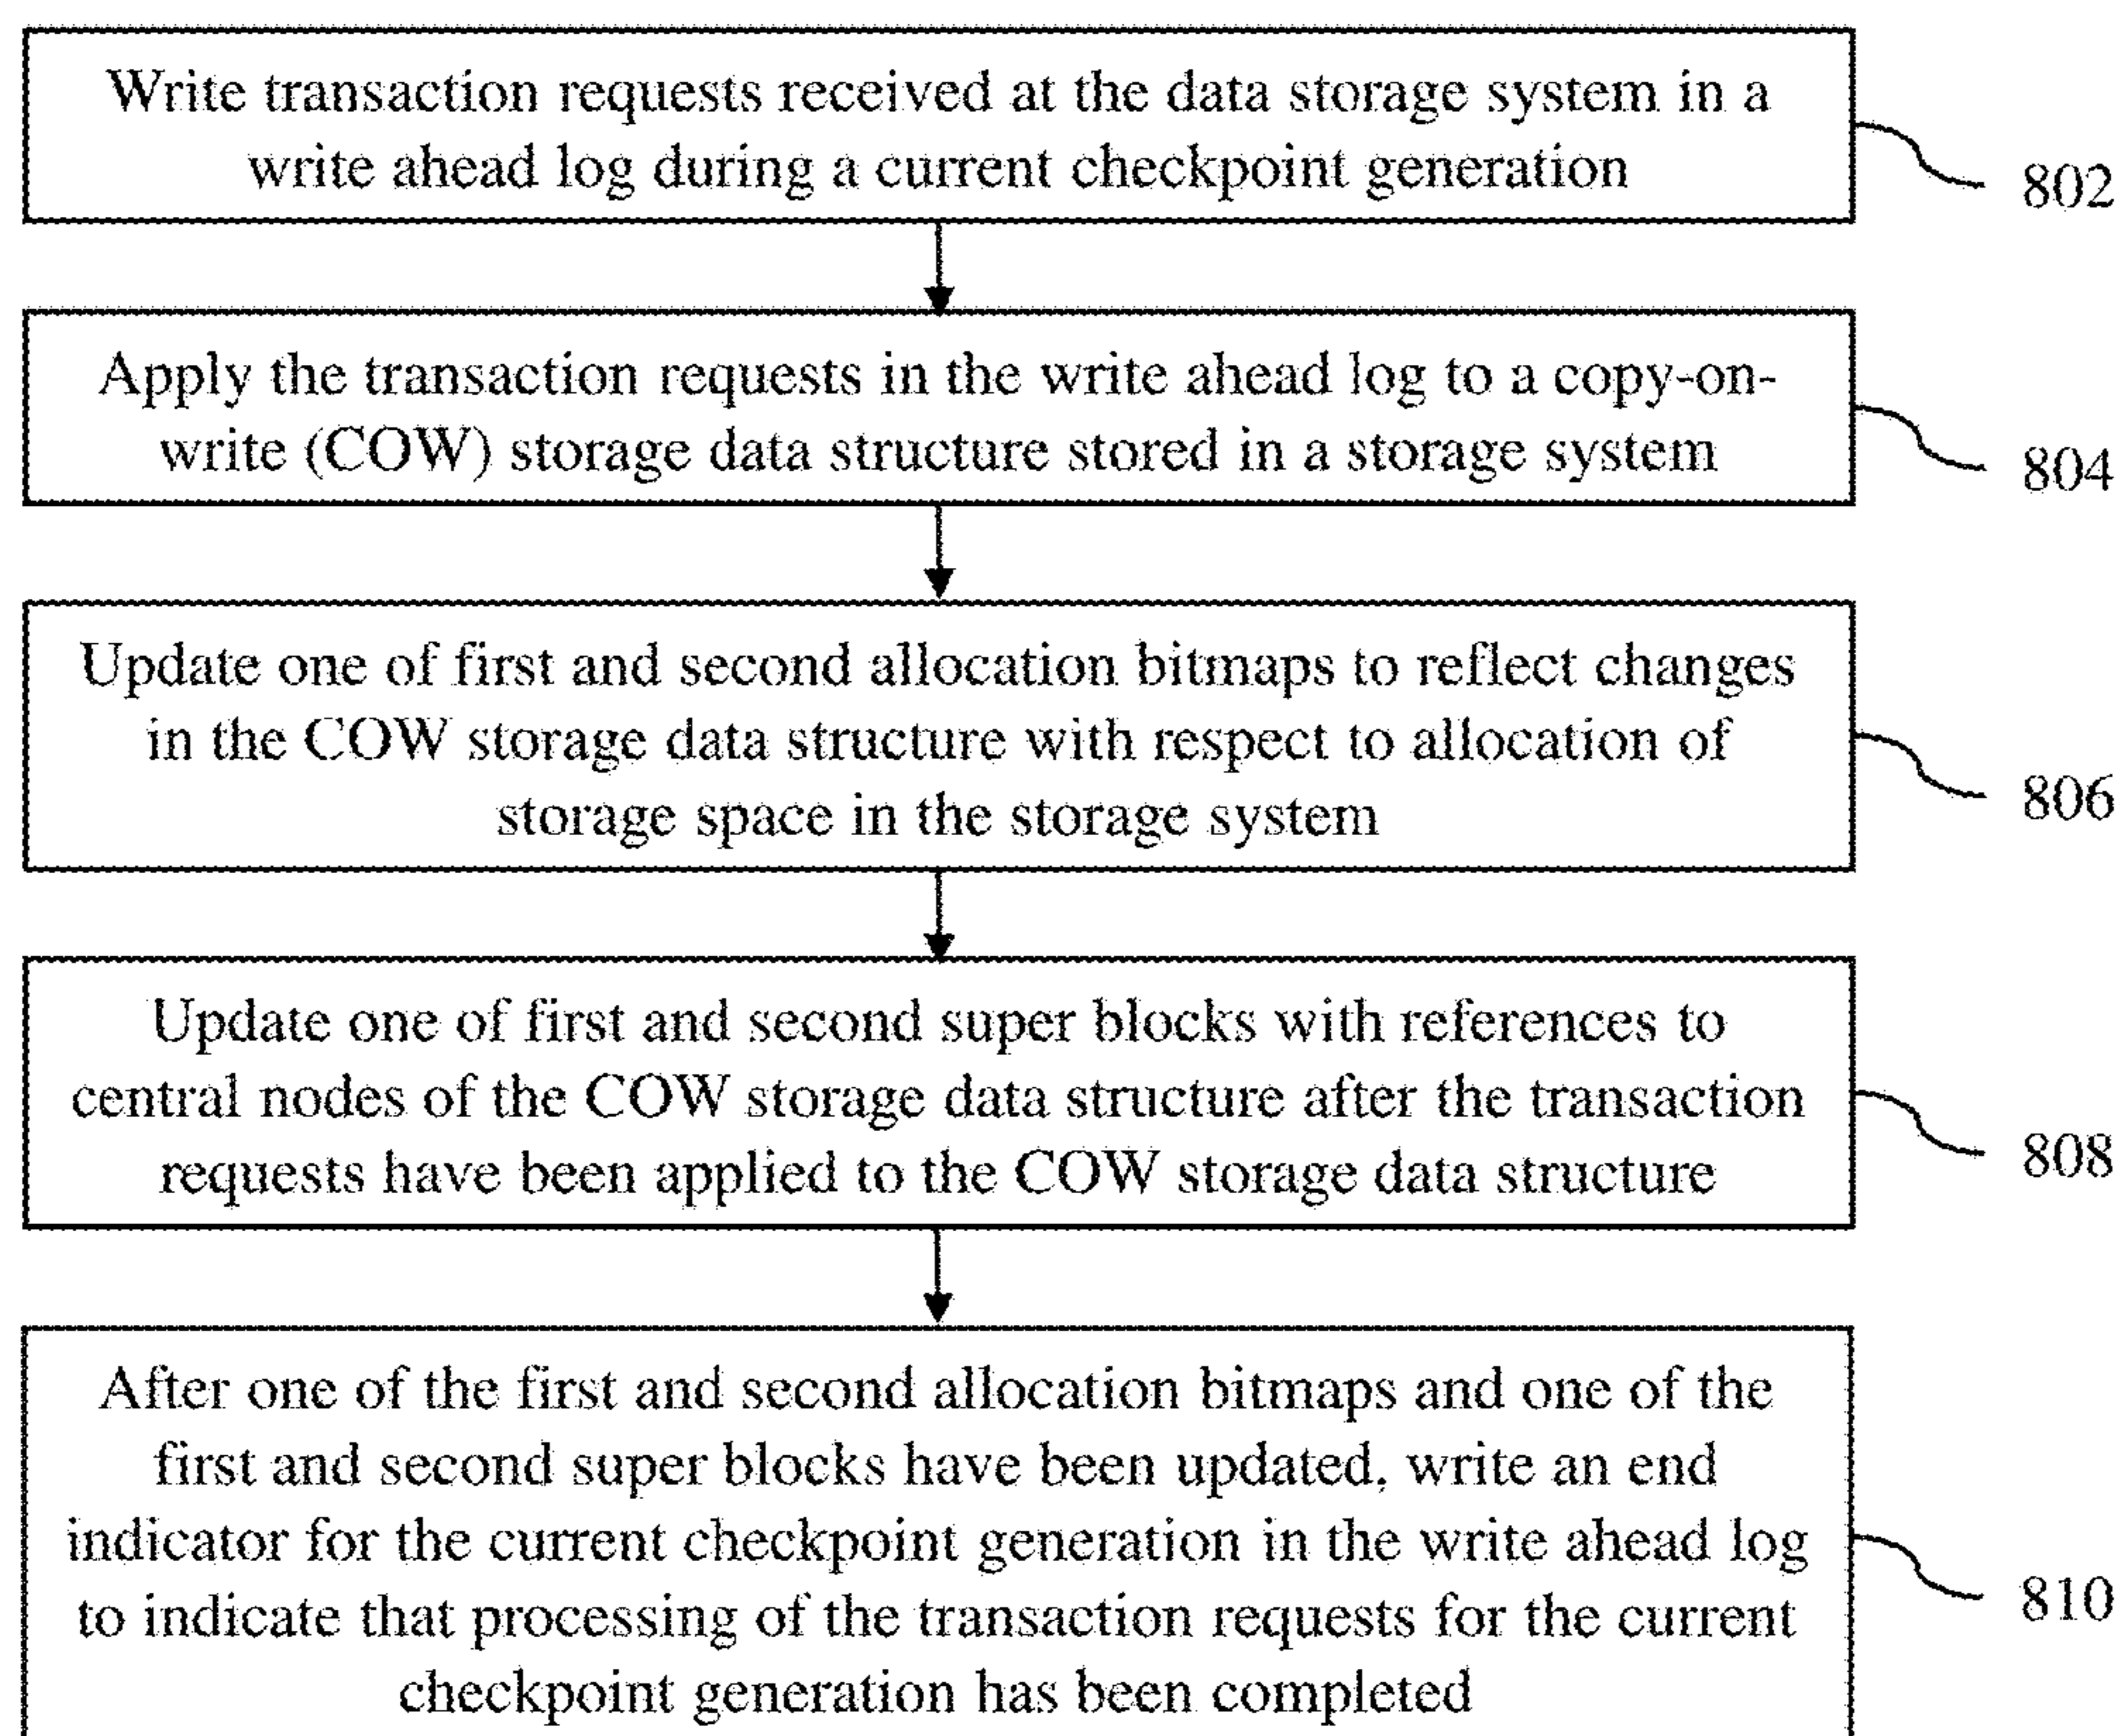 Write transaction requests received at the data storage system in a
write ahead log during a current checkpoint generation
802
Apply the transaction requests in the write ahead log to a copy-on-
write (COW) storage data structure stored in a storage system
804
Update one of first and second allocation bitmaps to reflect changes
in the COW storage data structure with respect to allocation of
storage space in the storage system
806
Update one of first and second super blocks with references to
central nodes of the COW storage data structure after the transaction
requests have been applied to the COW storage data structure
808
After one of the first and second allocation bitmaps and one of the
first and second super blocks have been updated, write an end
indicator for the current checkpoint generation in the write ahead log
to indicate that processing of the transaction requests for the current
checkpoint generation has been completed
810